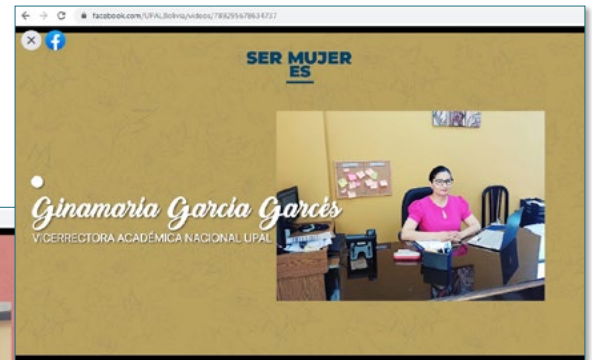 facebook.com/UPALBolivia/videos/789295678634737
SER MUJER
ES
Ginamaría García Garcés
VICERRECTORA ACADÉMICA NACIONAL UPAL